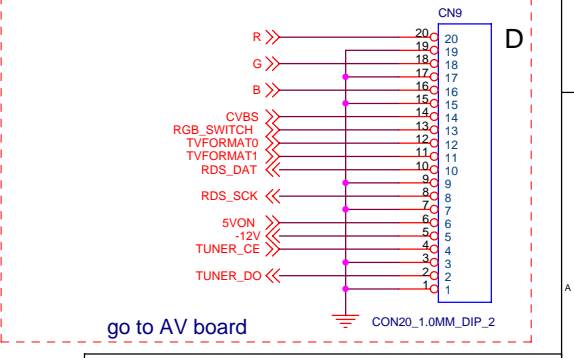 CN9
D
R 20 20
19 19
G 18 18
17 17
B 16 16
15 15
CVBS 14 14
RGB_SWITCH 13 13
TVFORMAT0 12 12
TVFORMAT1 11 11
RDS_DAT 10 10
9 9
RDS_SCK 8 8
7 7
5VON 6 6
-12V 5 5
TUNER_CE 4 4
3 3
TUNER_DO 2 2
1 1
A
go to AV board
CON20_1.0MM_DIP_2